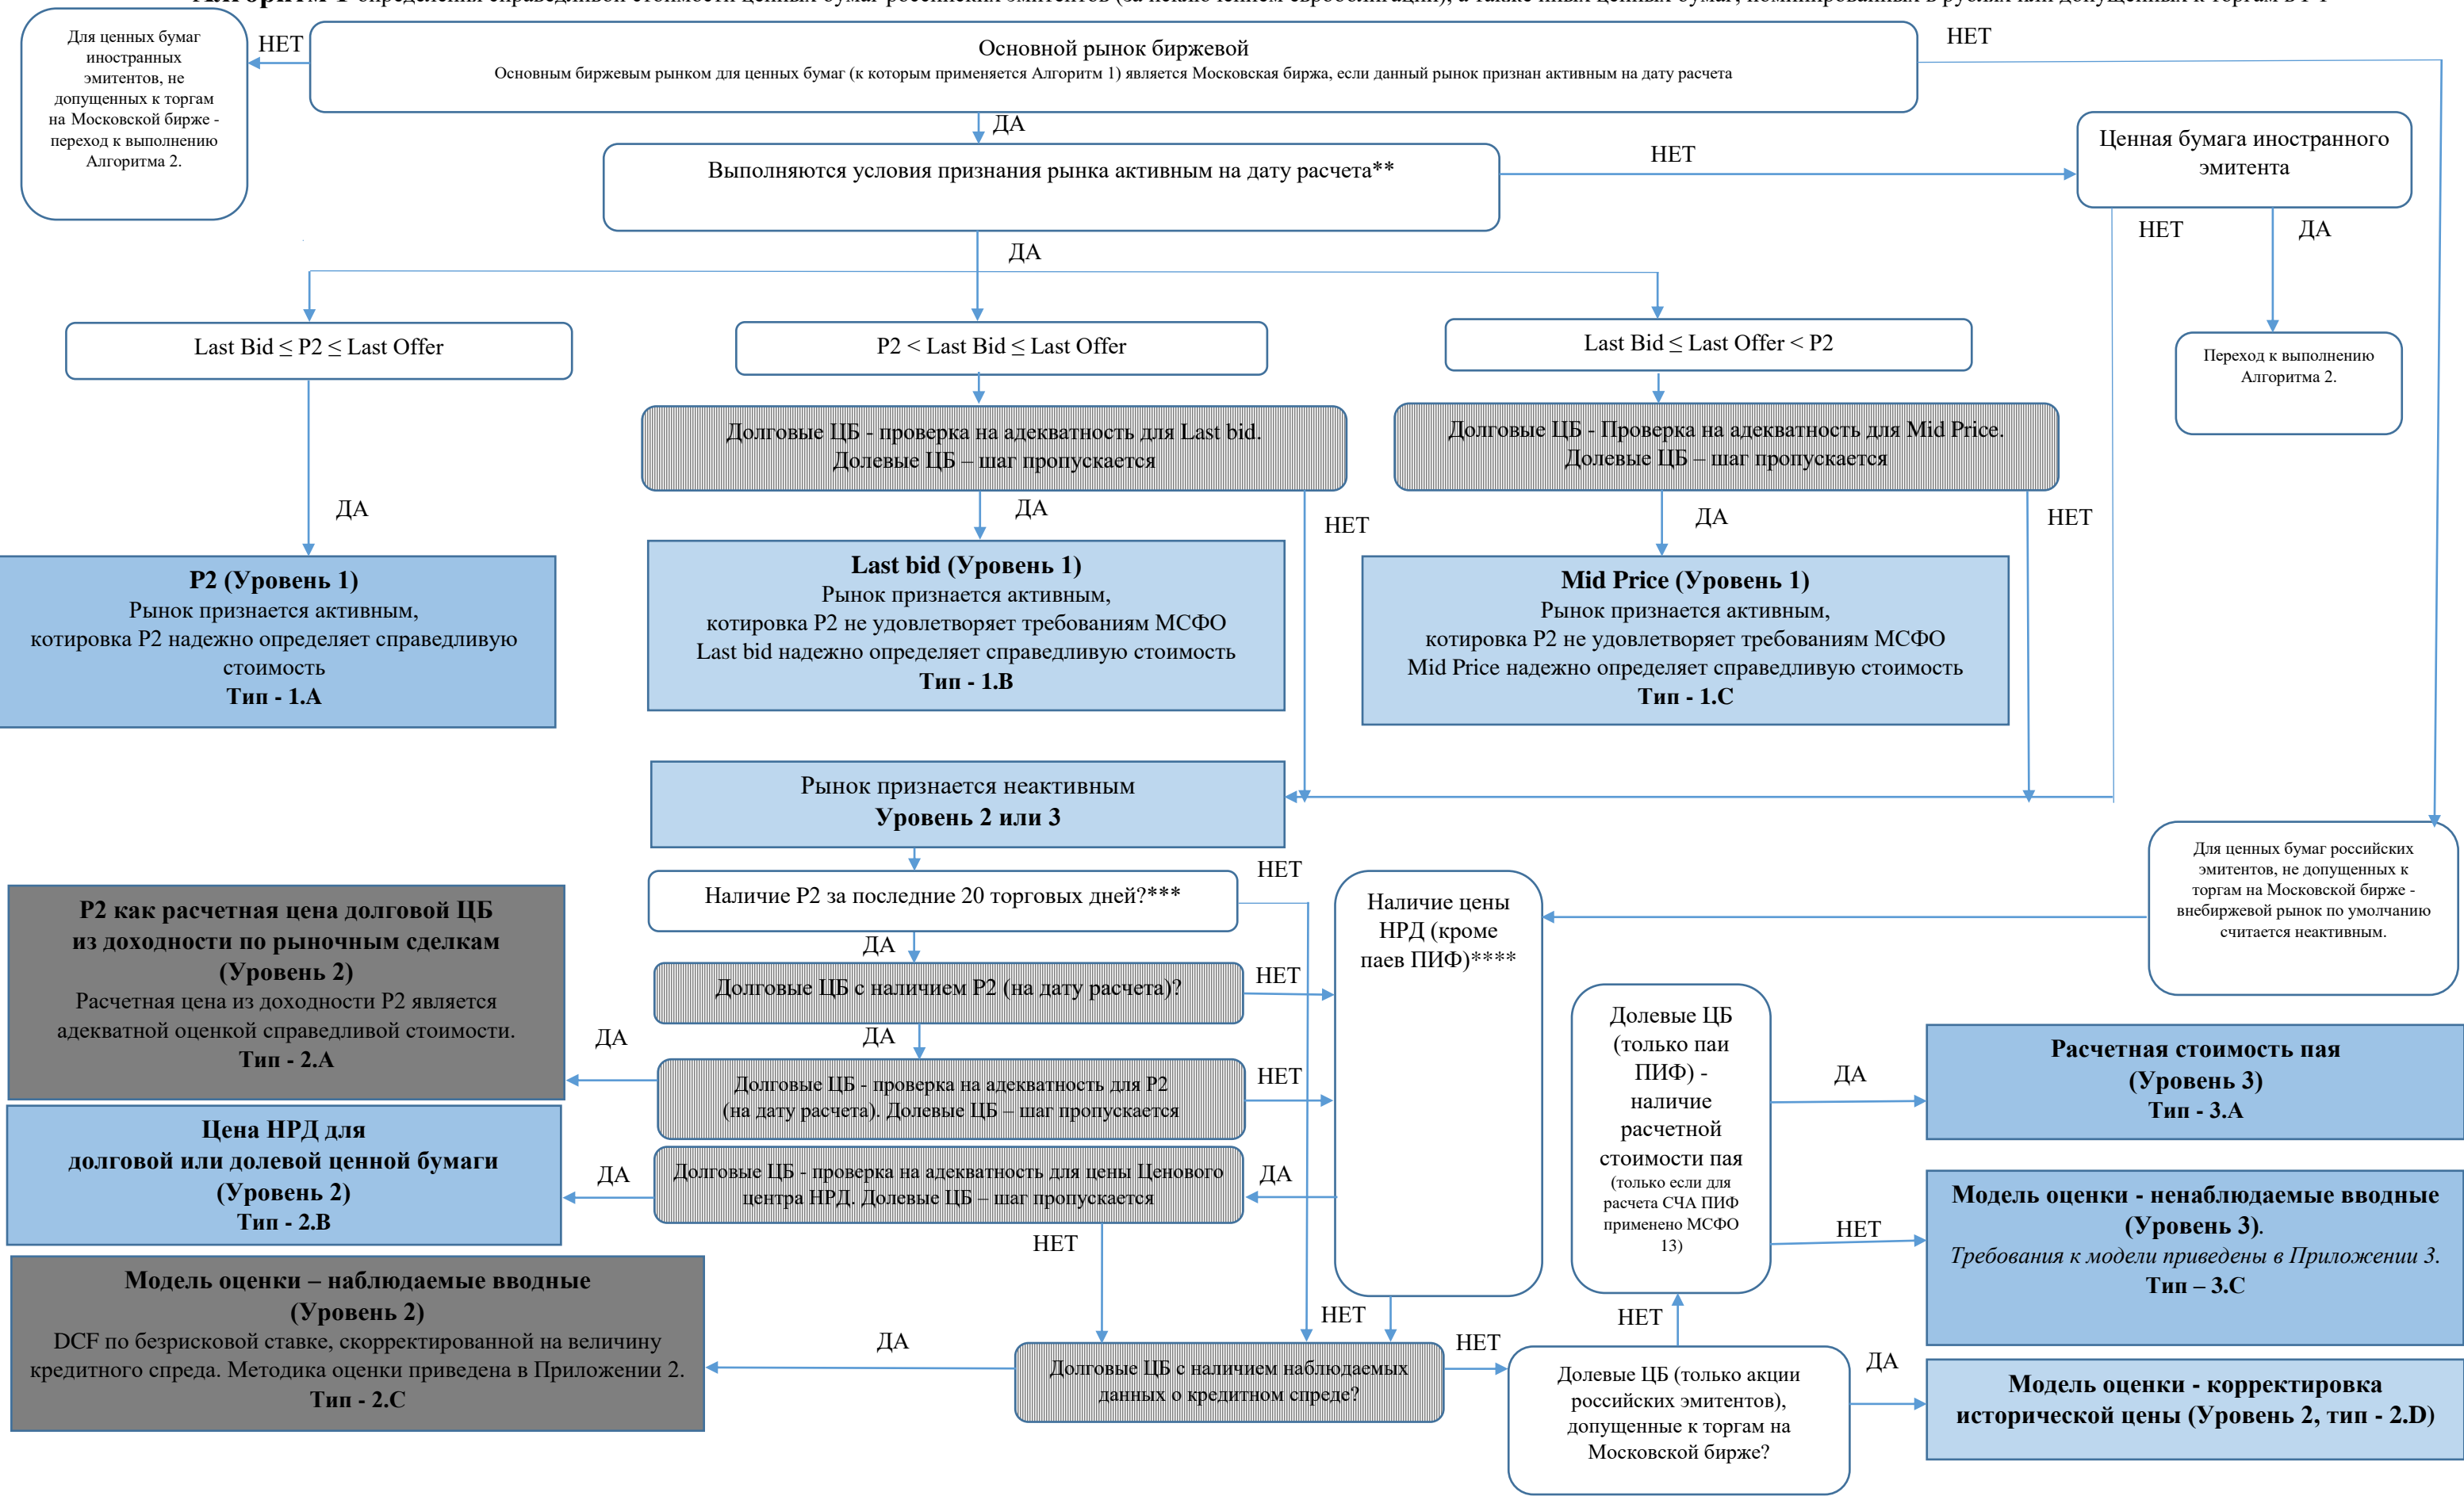 Для ценных бумаг
иностранных
эмитентов, не
допущенных к торгам
на Московской бирже -
переход к выполнению
Алгоритма 2.
НЕТ
Основной рынок биржевой
Основным биржевым рынком для ценных бумаг (к которым применяется Алгоритм 1) является Московская биржа, если данный рынок признан активным на дату расчета
НЕТ
ДА
Выполняются условия признания рынка активным на дату расчета**
НЕТ
Ценная бумага иностранного
эмитента
ДА
НЕТ
ДА
Last Bid ≤ P2 ≤ Last Offer
P2 < Last Bid ≤ Last Offer
Last Bid ≤ Last Offer < P2
Переход к выполнению
Алгоритма 2.
Долговые ЦБ - проверка на адекватность для Last bid.
Долевые ЦБ – шаг пропускается
Долговые ЦБ - Проверка на адекватность для Mid Price.
Долевые ЦБ – шаг пропускается
ДА
ДА
НЕТ
ДА
НЕТ
P2 (Уровень 1)
Рынок признается активным,
котировка P2 надежно определяет справедливую
стоимость
Тип - 1.A
Last bid (Уровень 1)
Рынок признается активным,
котировка P2 не удовлетворяет требованиям МСФО
Last bid надежно определяет справедливую стоимость
Тип - 1.B
Mid Price (Уровень 1)
Рынок признается активным,
котировка P2 не удовлетворяет требованиям МСФО
Mid Price надежно определяет справедливую стоимость
Тип - 1.C
Рынок признается неактивным
Уровень 2 или 3
Наличие P2 за последние 20 торговых дней?***
НЕТ
Наличие цены
НРД (кроме
паев ПИФ)****
Для ценных бумаг российских
эмитентов, не допущенных к
торгам на Московской бирже -
внебиржевой рынок по умолчанию
считается неактивным.
P2 как расчетная цена долговой ЦБ
из доходности по рыночным сделкам
(Уровень 2)
Расчетная цена из доходности P2 является
адекватной оценкой справедливой стоимости.
Тип - 2.A
ДА
Долговые ЦБ с наличием P2 (на дату расчета)?
НЕТ
ДА
ДА
Долговые ЦБ - проверка на адекватность для P2
(на дату расчета). Долевые ЦБ – шаг пропускается
НЕТ
Долевые ЦБ
(только паи
ПИФ) -
наличие
расчетной
стоимости пая
(только если для
расчета СЧА ПИФ
применено МСФО
13)
ДА
Расчетная стоимость пая
(Уровень 3)
Тип - 3.A
Цена НРД для
долговой или долевой ценной бумаги
(Уровень 2)
Тип - 2.B
ДА
Долговые ЦБ - проверка на адекватность для цены Ценового
центра НРД. Долевые ЦБ – шаг пропускается
ДА
НЕТ
НЕТ
Модель оценки - ненаблюдаемые вводные
(Уровень 3).
Требования к модели приведены в Приложении 3.
Тип – 3.C
Модель оценки – наблюдаемые вводные
(Уровень 2)
DCF по безрисковой ставке, скорректированной на величину
кредитного спреда. Методика оценки приведена в Приложении 2.
Тип - 2.C
ДА
НЕТ
Долговые ЦБ с наличием наблюдаемых
данных о кредитном спреде?
НЕТ
НЕТ
Долевые ЦБ (только акции
российских эмитентов),
допущенные к торгам на
Московской бирже?
ДА
Модель оценки - корректировка
исторической цены (Уровень 2, тип - 2.D)